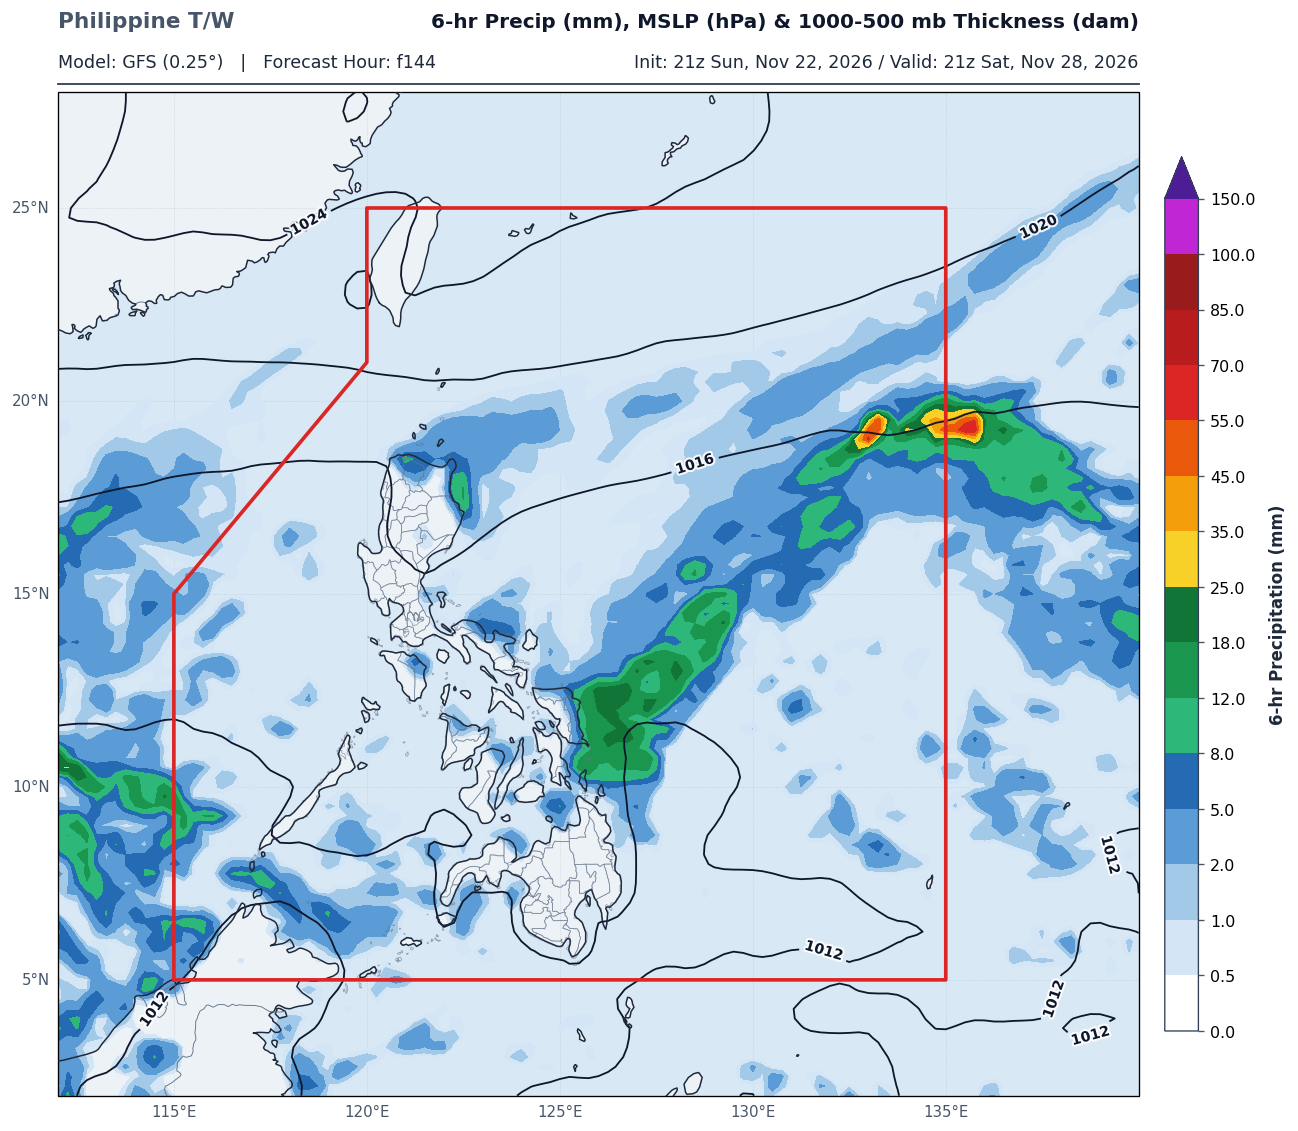 Philippine T/W
6-hr Precip (mm), MSLP (hPa) & 1000-500 mb Thickness (dam)
Model: GFS (0.25°) | Forecast Hour: f144
Init: 21z Sun, Nov 22, 2026 / Valid: 21z Sat, Nov 28, 2026
25°N
20°N
15°N
10°N
5°N
115°E
120°E
125°E
130°E
135°E
1024
1020
1016
1012
1012
1012
1012
1012
150.0
100.0
85.0
70.0
55.0
45.0
35.0
25.0
18.0
12.0
8.0
5.0
2.0
1.0
0.5
0.0
6-hr Precipitation (mm)